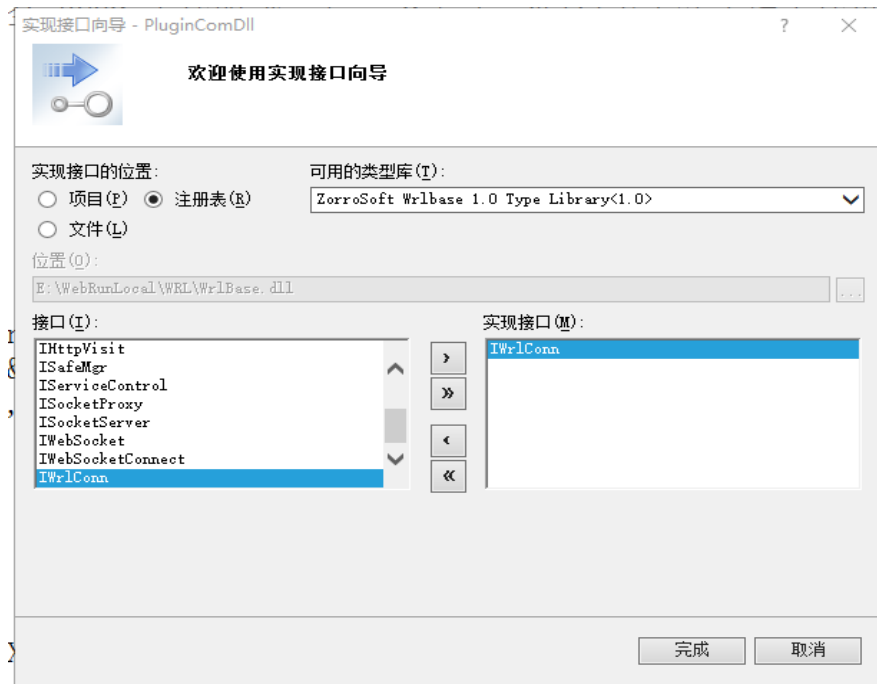 实现接口向导 - PluginComDll
欢迎使用实现接口向导
实现接口的位置:
项目(P) 注册表(R)
文件(L)
可用的类型库(T):
ZorroSoft Wrlbase 1.0 Type Library<1.0>
位置(O):
E:\WebRunLocal\WRL\WrlBase.dll
...
接口(I):
IHttpVisit
ISafeMgr
IServiceControl
ISocketProxy
ISocketServer
IWebSocket
IWebSocketConnect
IWrlConn
实现接口(M):
IWrlConn
完成 取消